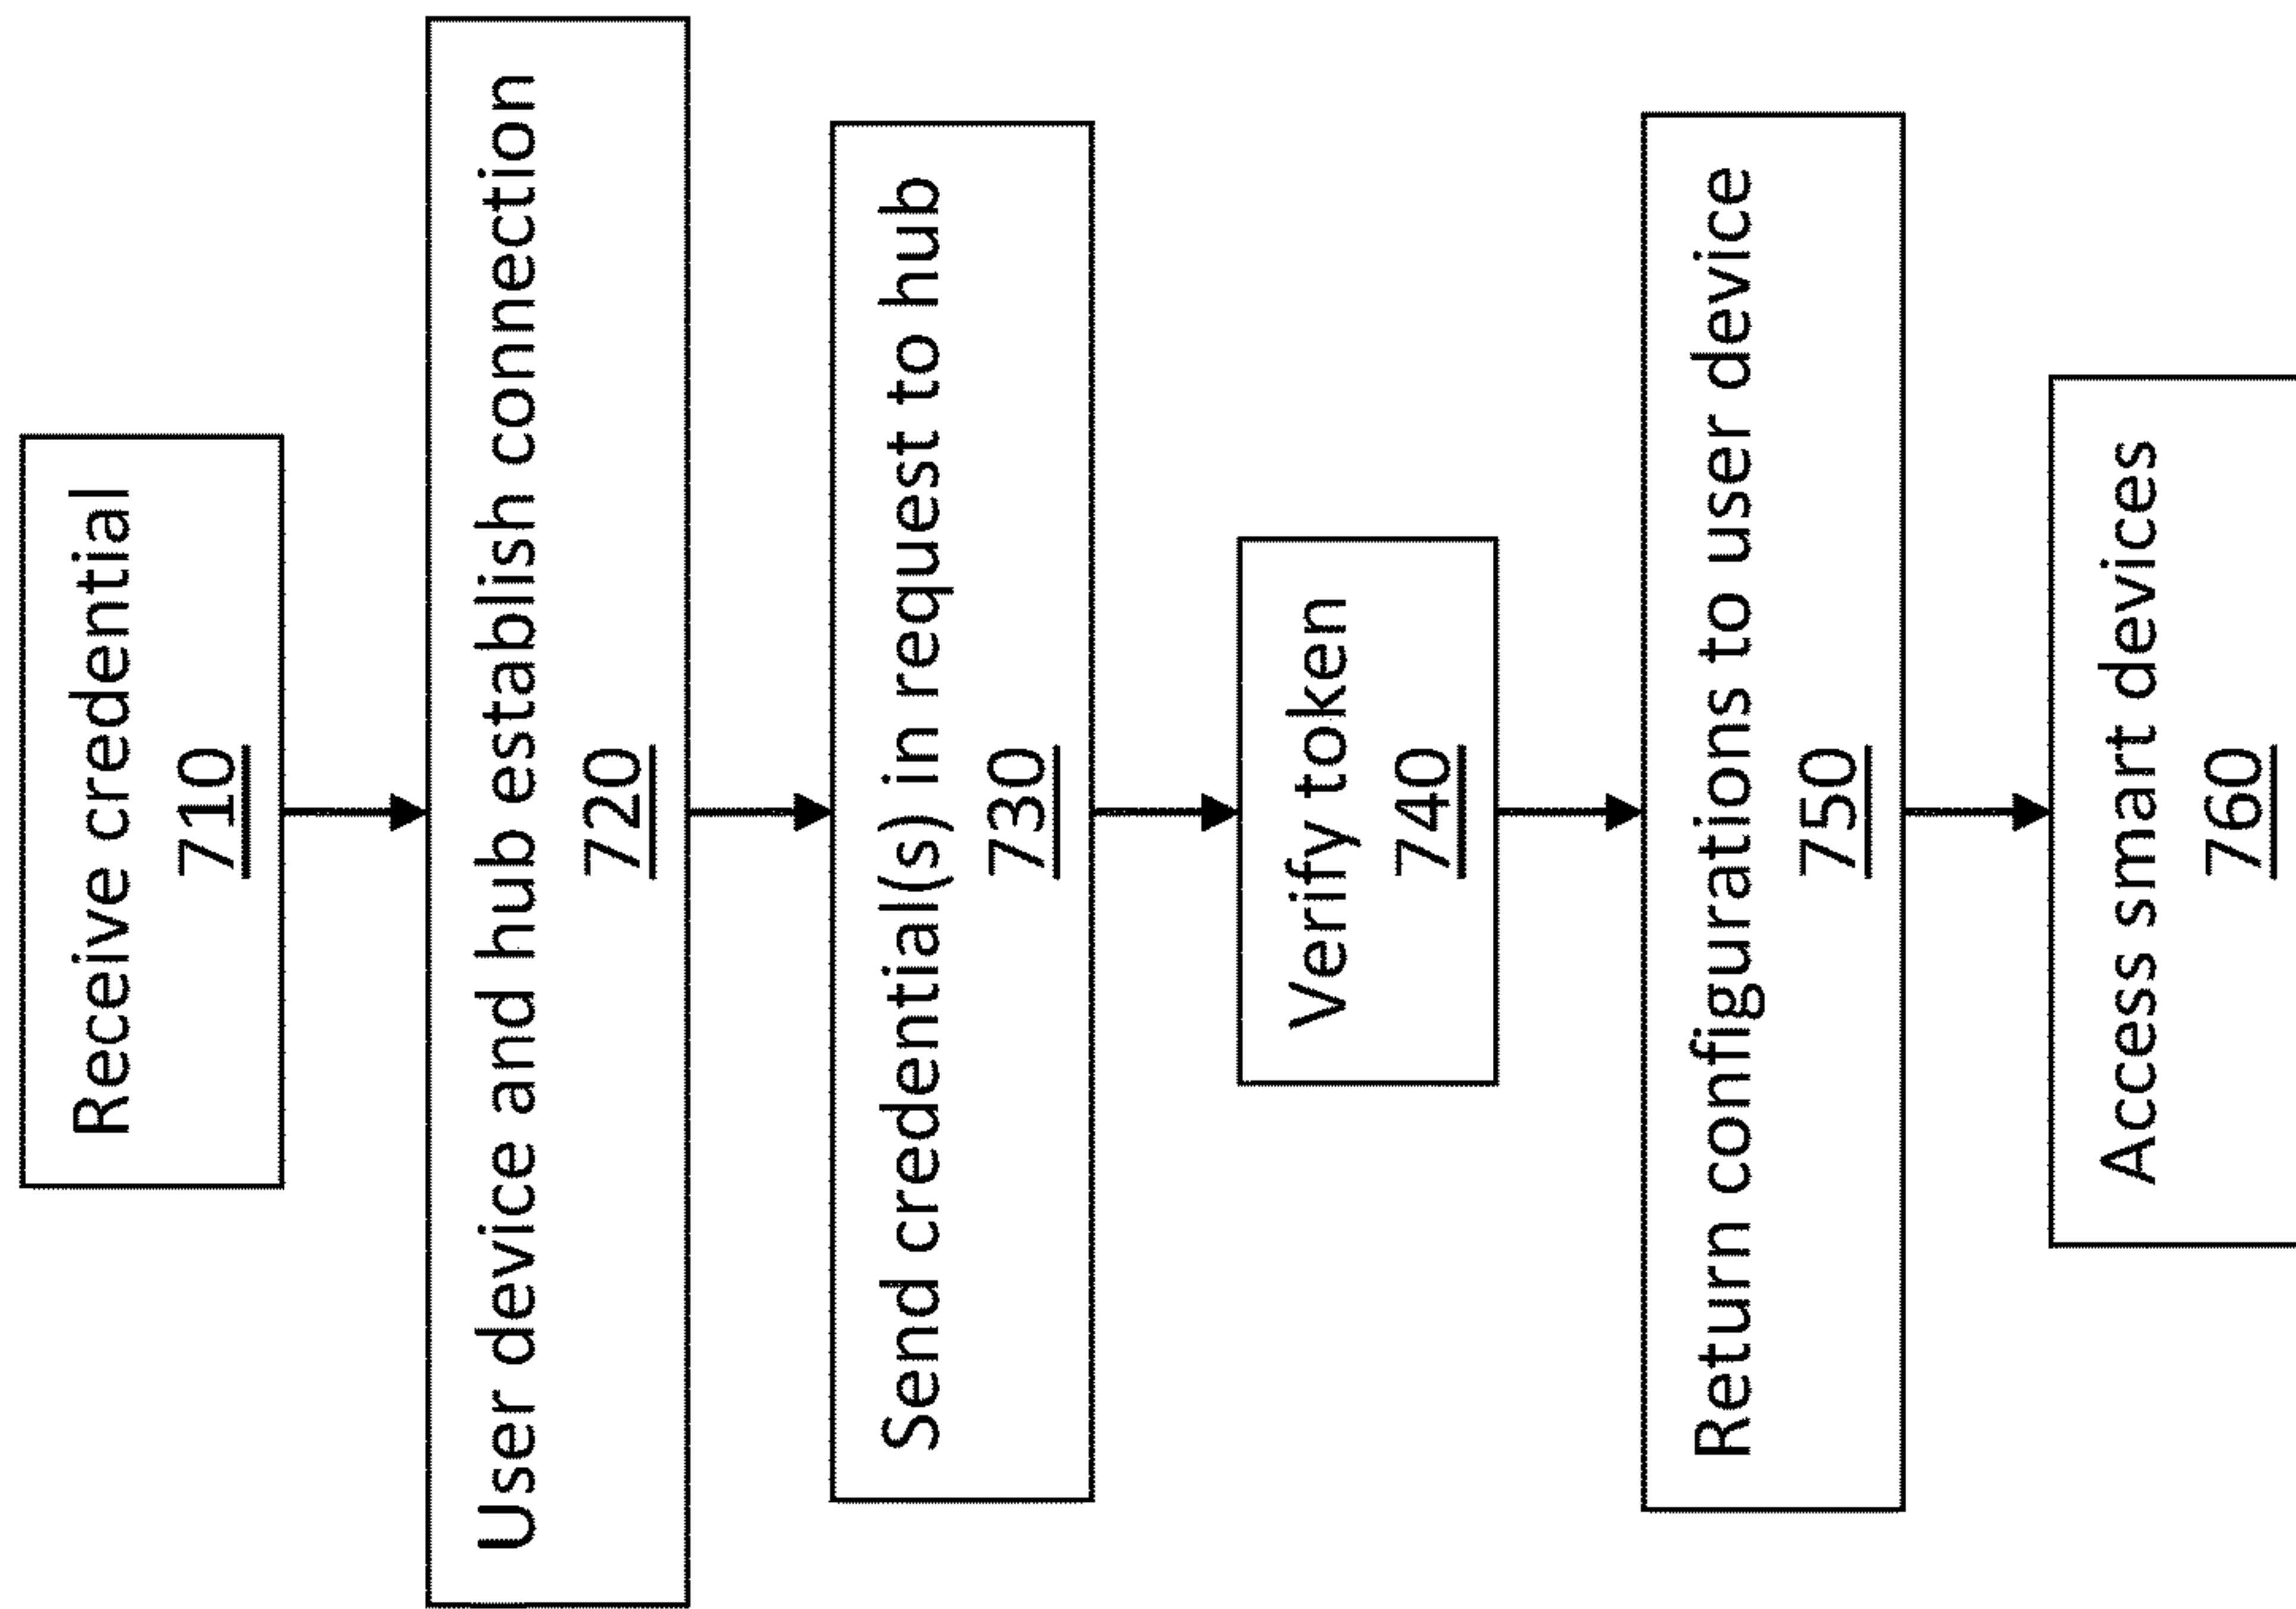 Receive credential
710
User device and hub establish connection
720
Send credential(s) in request to hub
730
Verify token
740
Return configurations to user device
750
Access smart devices
760